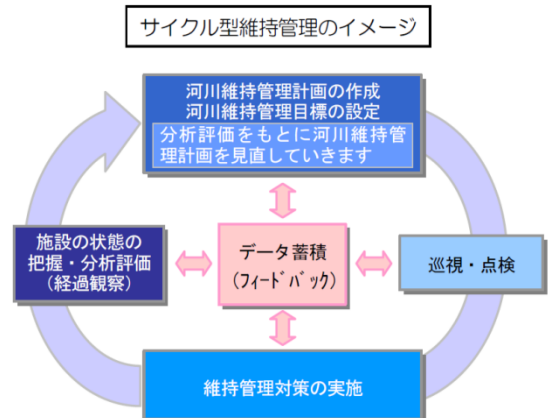 サイクル型維持管理のイメージ
河川維持管理計画の作成
河川維持管理目標の設定
分析評価をもとに河川維持管
理計画を見直していきます
施設の状態の
把握・分析評価
(経過観察)
データ蓄積
(ﾌｨｰﾄﾞﾊﾞｯｸ)
巡視・点検
維持管理対策の実施